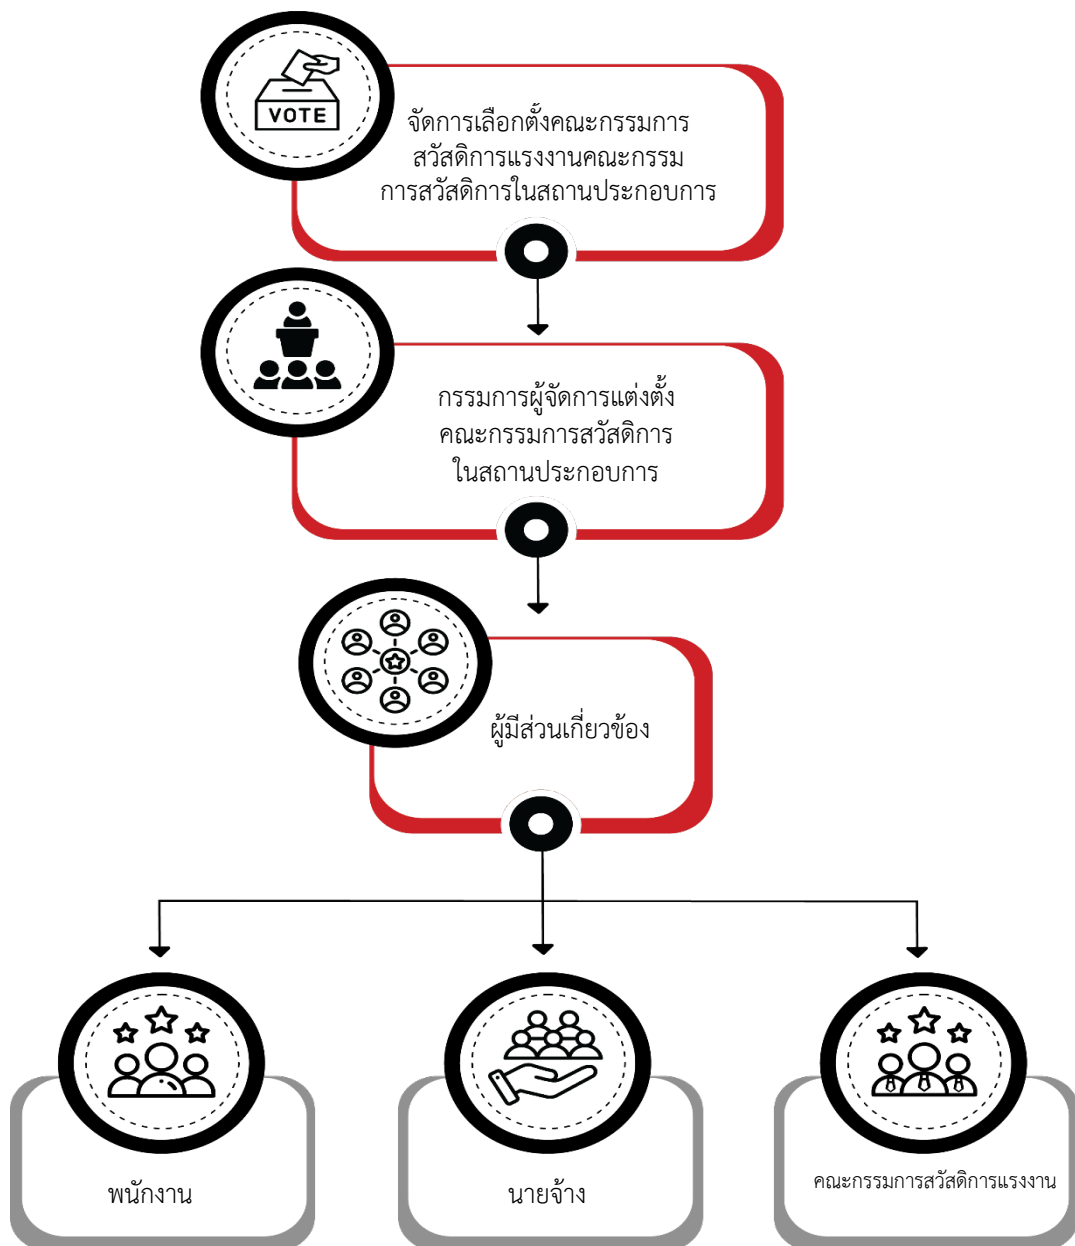 VOTE
จัดการเลือกตั้งคณะกรรมการ
สวัสดิการแรงงานคณะกรรม
การสวัสดิการในสถานประกอบการ
กรรมการผู้จัดการแต่งตั้ง
คณะกรรมการสวัสดิการ
ในสถานประกอบการ
ผู้มีส่วนเกี่ยวข้อง
พนักงาน
นายจ้าง
คณะกรรมการสวัสดิการแรงงาน